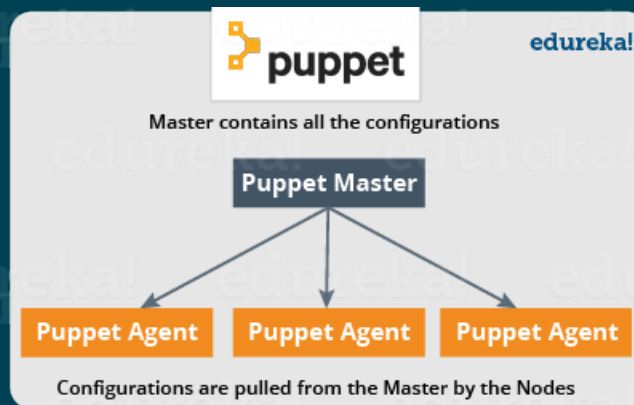 puppet
edureka!
Master contains all the configurations
Puppet Master
Puppet Agent
Puppet Agent
Puppet Agent
Configurations are pulled from the Master by the Nodes